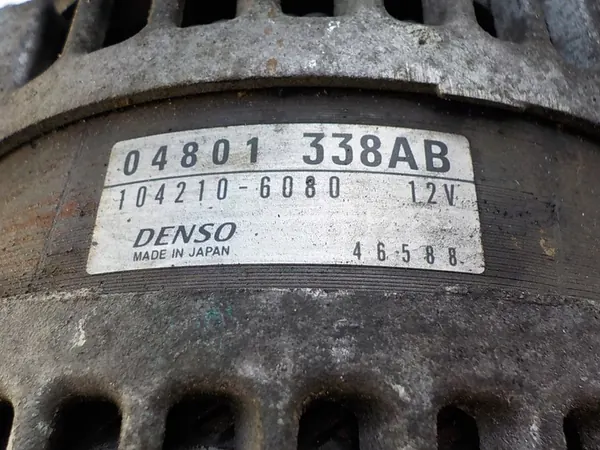 04801 338AB
104210-6080 12V
DENSO
MADE IN JAPAN 46588